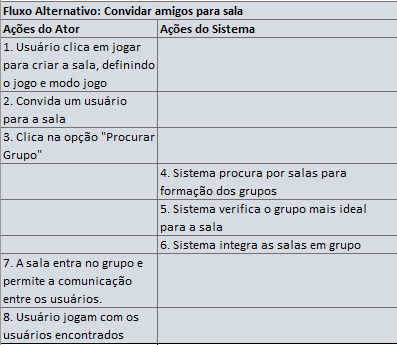 Fluxo Alternativo: Convidar amigos para sala
Ações do Ator
Ações do Sistema
1. Usuário clica em jogar
para criar a sala, definindo
o jogo e modo jogo
2. Convida um usuário
para a sala
3. Clica na opção "Procurar
Grupo"
4. Sistema procura por salas para
formação dos grupos
5. Sistema verifica o grupo mais ideal
para a sala
6. Sistema integra as salas em grupo
7. A sala entra no grupo e
permite a comunicação
entre os usuários.
8. Usuário jogam com os
usuários encontrados